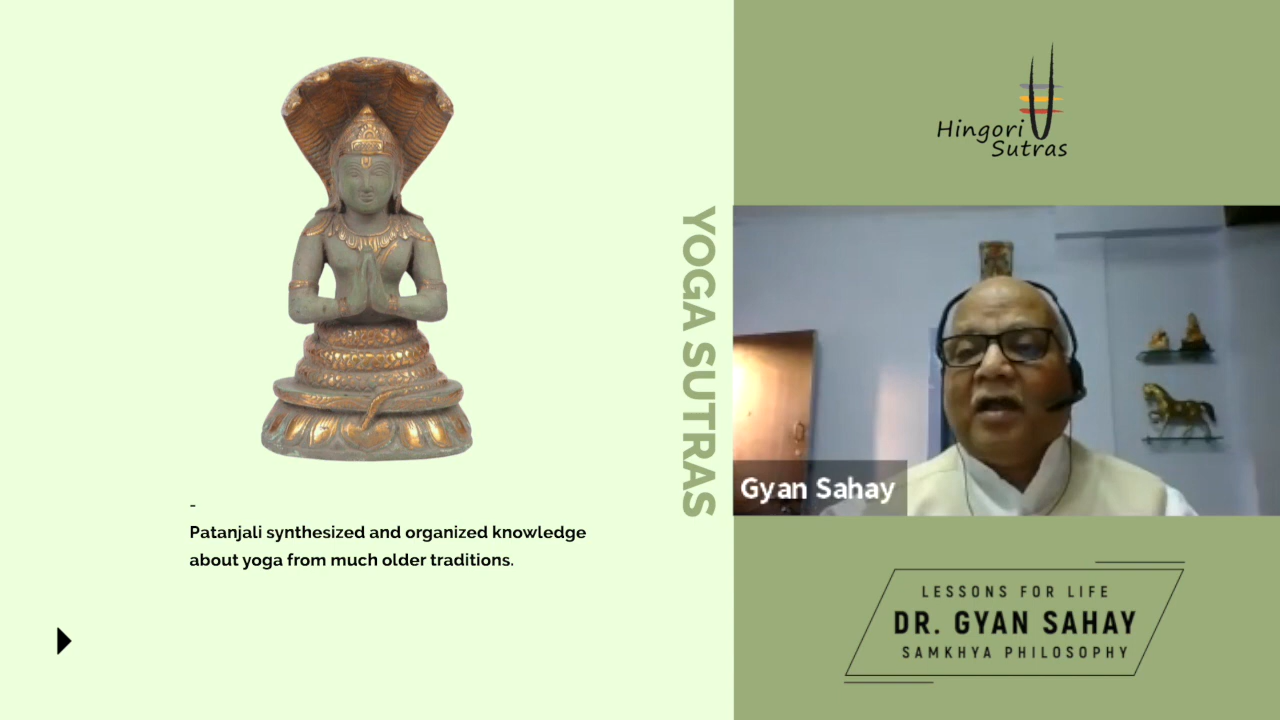 -
Patanjali synthesized and organized knowledge
about yoga from much older traditions.
YOGA SUTRAS
Hingori
Sutras
Gyan Sahay
LESSONS FOR LIFE
DR. GYAN SAHAY
SAMKHYA PHILOSOPHY